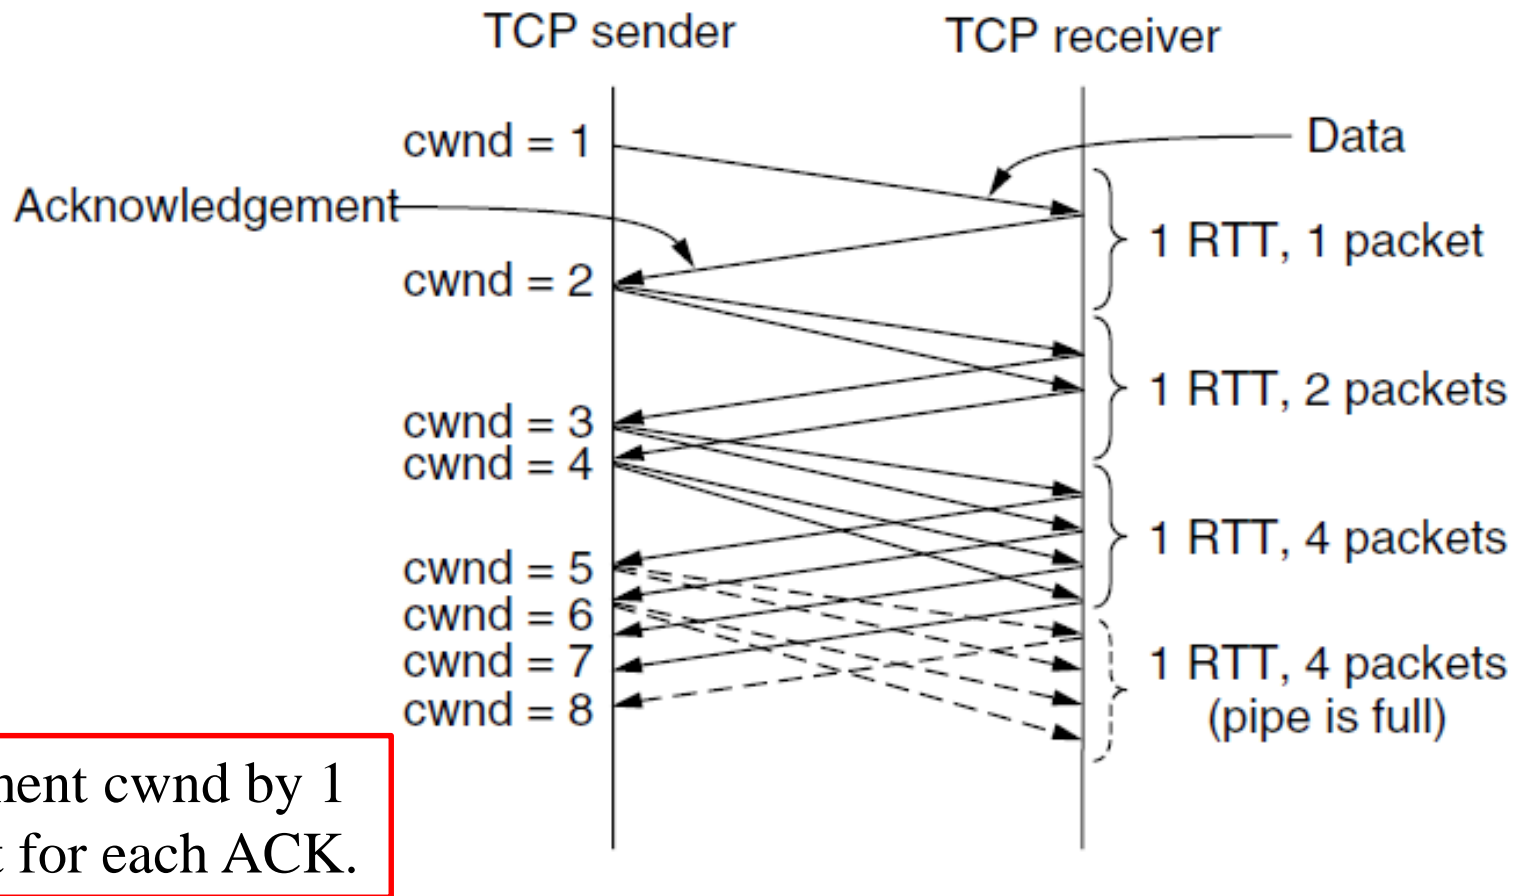 TCP sender
TCP receiver
cwnd = 1
Data
Acknowledgement
1 RTT, 1 packet
cwnd = 2
1 RTT, 2 packets
cwnd = 3
cwnd = 4
1 RTT, 4 packets
cwnd = 5
cwnd = 6
cwnd = 7
1 RTT, 4 packets
cwnd = 8
(pipe is full)
cwnd by 1
for each ACK.